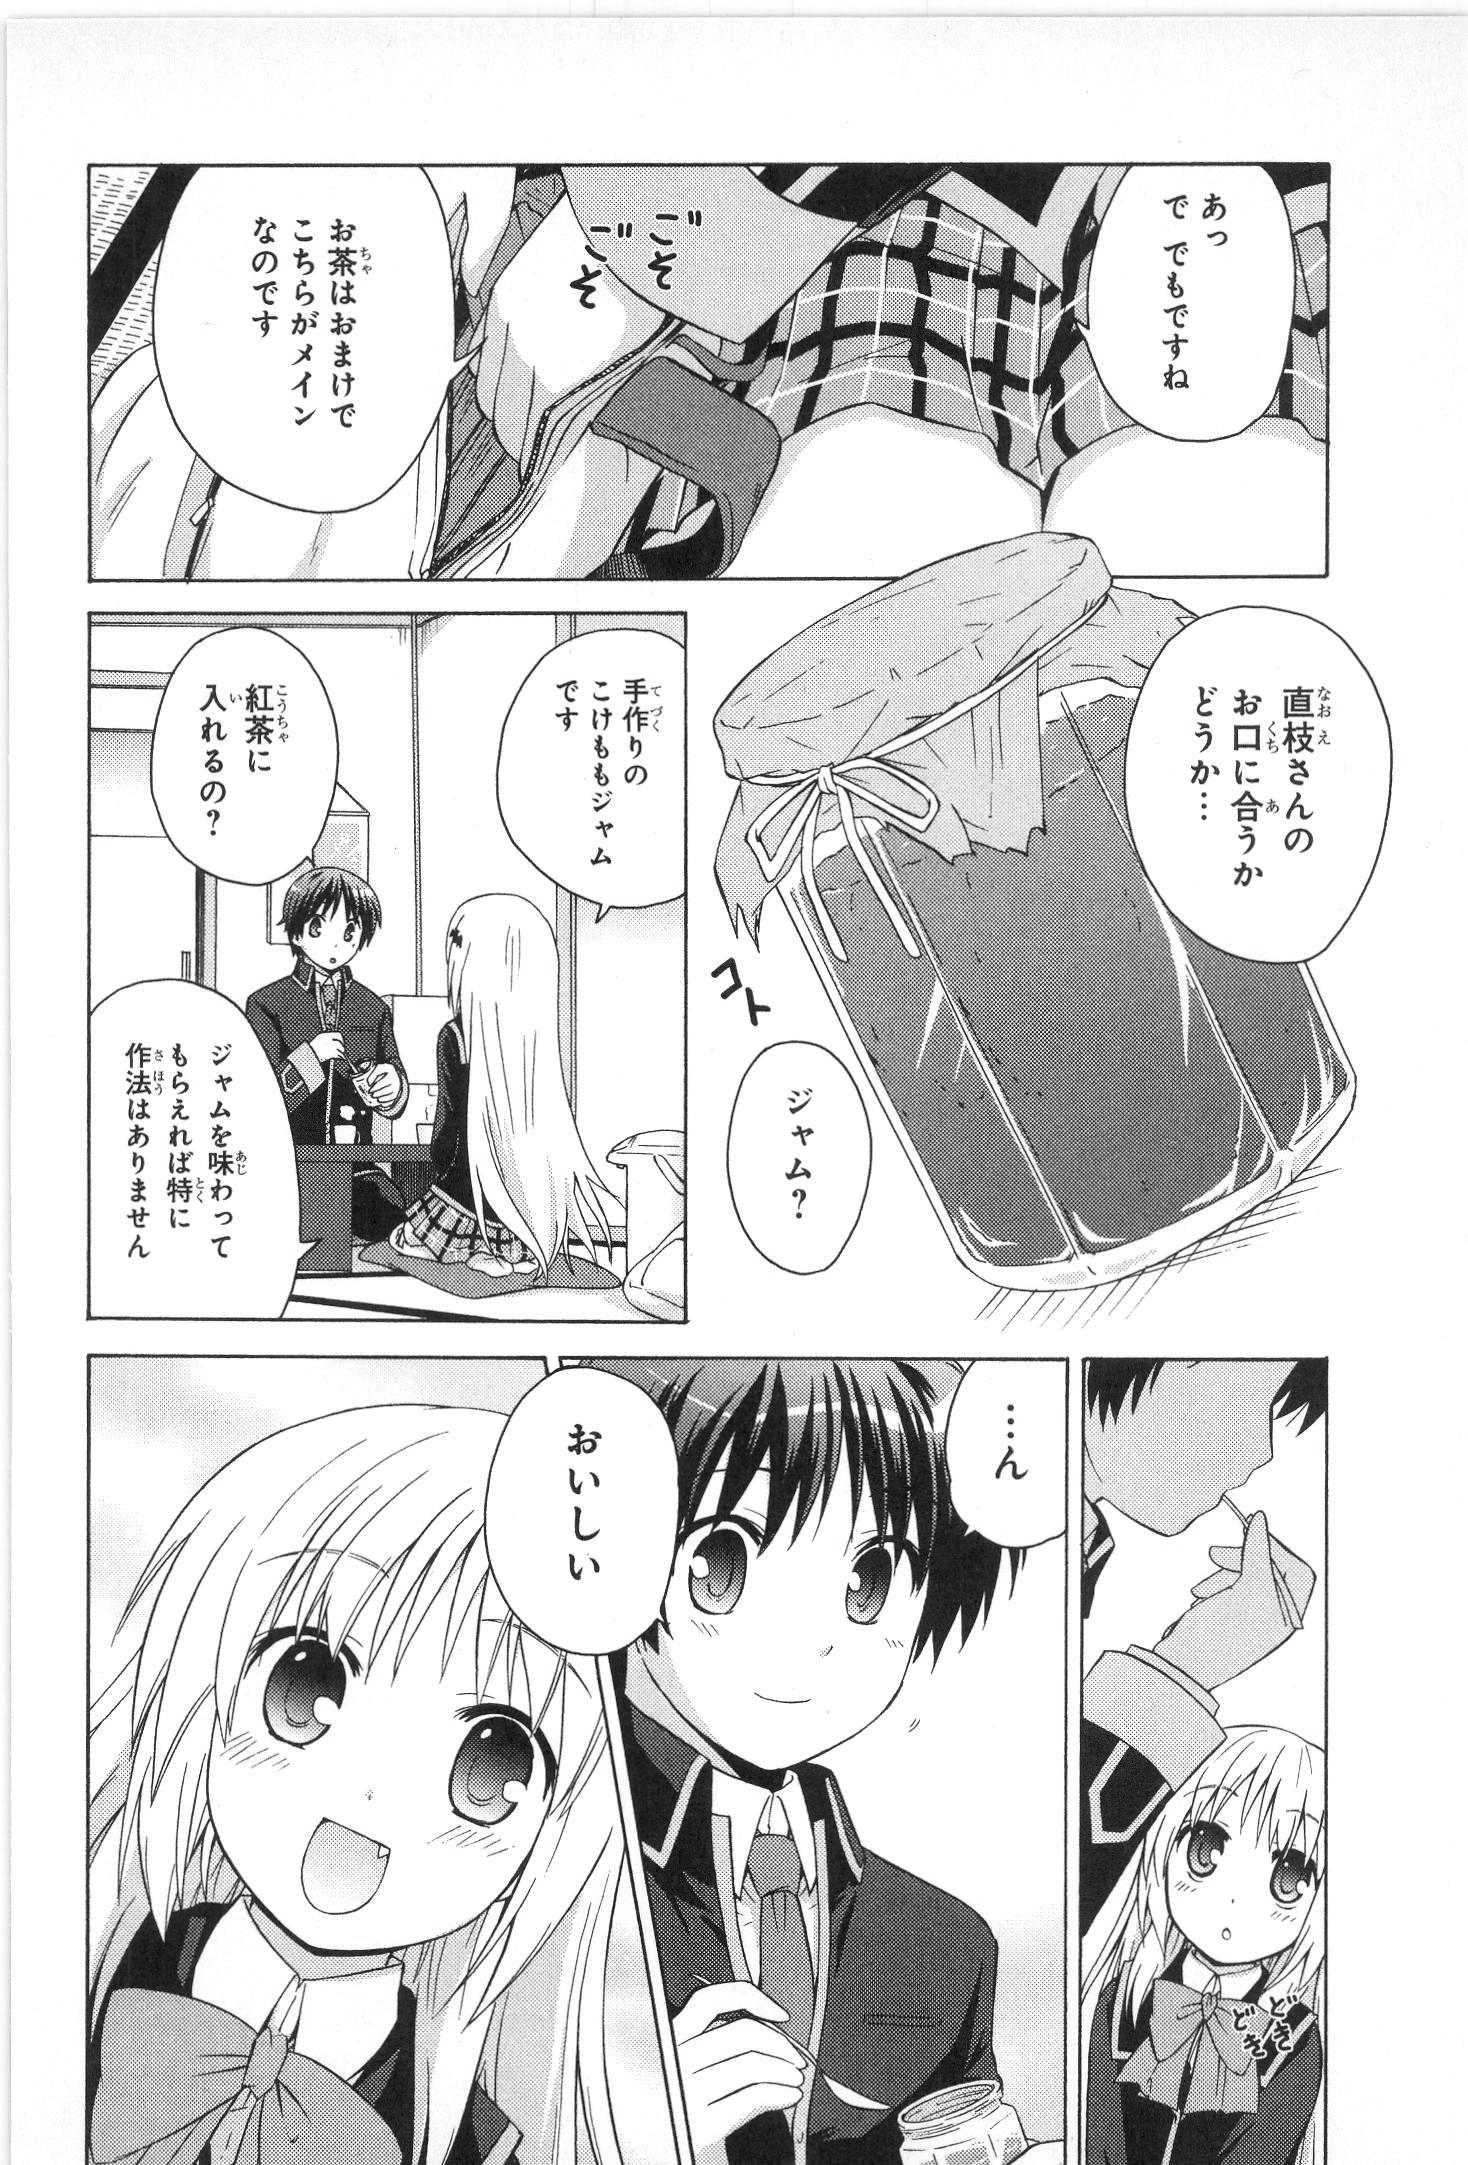 あっ
で でもですね
ごそ
ごそ
お茶はおまけで
こちらがメイン
なのです
直枝さんの
お口に合うか
どうか…
コト
ジャム?
手作りの
こけももジャム
です
紅茶に
入れるの?
ジャムを味わって
もらえれば特に
作法はありません
どき
どき
…ん
おいしい